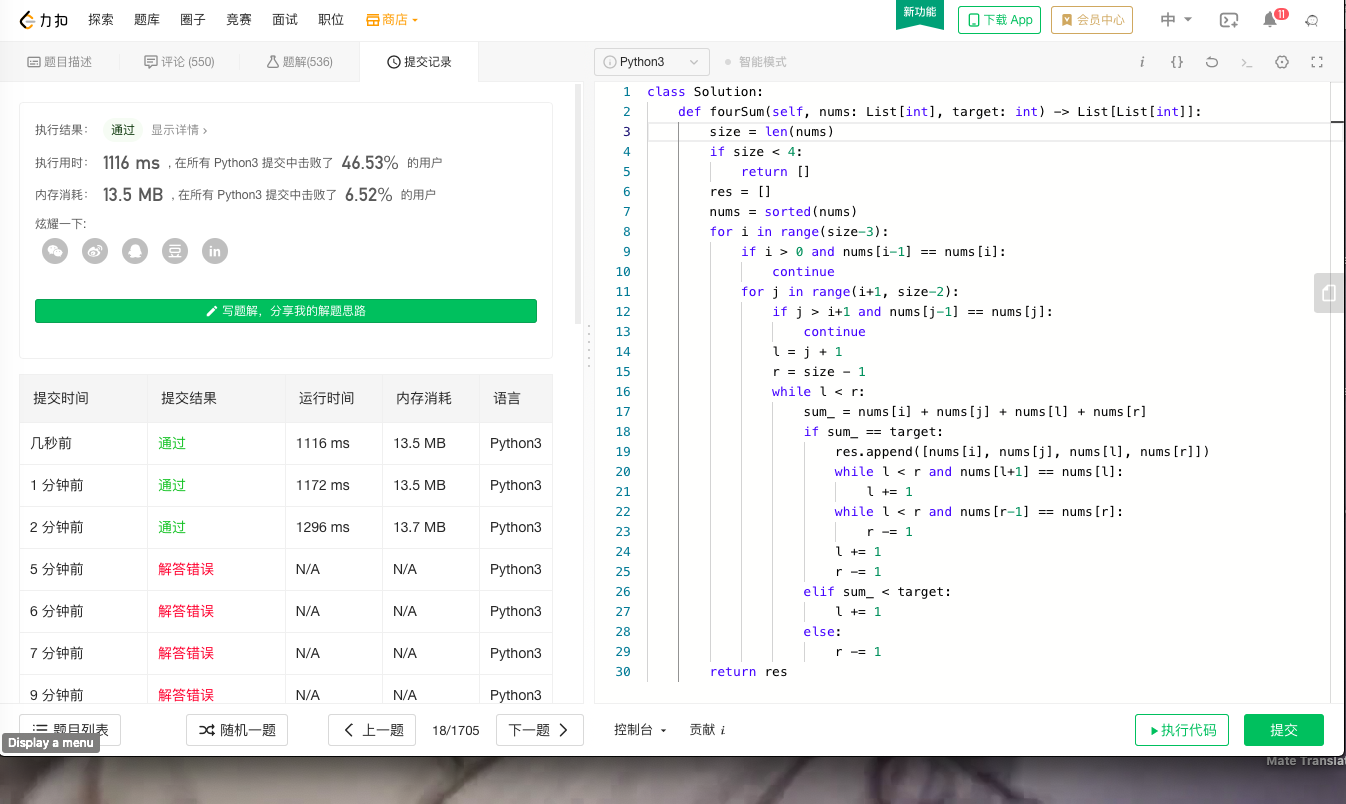 力扣 探索 题库 圈子 竞赛 面试 职位 商店 新功能 下载 App 会员中心 中 11
题目描述 评论 (550) 题解(536) 提交记录 Python3 智能模式 i {} >_
执行结果： 通过 显示详情 ›
执行用时： 1116 ms , 在所有 Python3 提交中击败了 46.53% 的用户
内存消耗： 13.5 MB , 在所有 Python3 提交中击败了 6.52% 的用户
炫耀一下:
豆 in
写题解，分享我的解题思路
提交时间 提交结果 运行时间 内存消耗 语言
几秒前 通过 1116 ms 13.5 MB Python3
1 分钟前 通过 1172 ms 13.5 MB Python3
2 分钟前 通过 1296 ms 13.7 MB Python3
5 分钟前 解答错误 N/A N/A Python3
6 分钟前 解答错误 N/A N/A Python3
7 分钟前 解答错误 N/A N/A Python3
9 分钟前 解答错误 N/A N/A Python3
1 class Solution:
2 def fourSum(self, nums: List[int], target: int) -> List[List[int]]:
3 size = len(nums)
4 if size < 4:
5 return []
6 res = []
7 nums = sorted(nums)
8 for i in range(size-3):
9 if i > 0 and nums[i-1] == nums[i]:
10 continue
11 for j in range(i+1, size-2):
12 if j > i+1 and nums[j-1] == nums[j]:
13 continue
14 l = j + 1
15 r = size - 1
16 while l < r:
17 sum_ = nums[i] + nums[j] + nums[l] + nums[r]
18 if sum_ == target:
19 res.append([nums[i], nums[j], nums[l], nums[r]])
20 while l < r and nums[l+1] == nums[l]:
21 l += 1
22 while l < r and nums[r-1] == nums[r]:
23 r -= 1
24 l += 1
25 r -= 1
26 elif sum_ < target:
27 l += 1
28 else:
29 r -= 1
30 return res
题目列表 随机一题 上一题 18/1705 下一题 控制台 贡献 i 执行代码 提交
Display a menu
Mate Translat